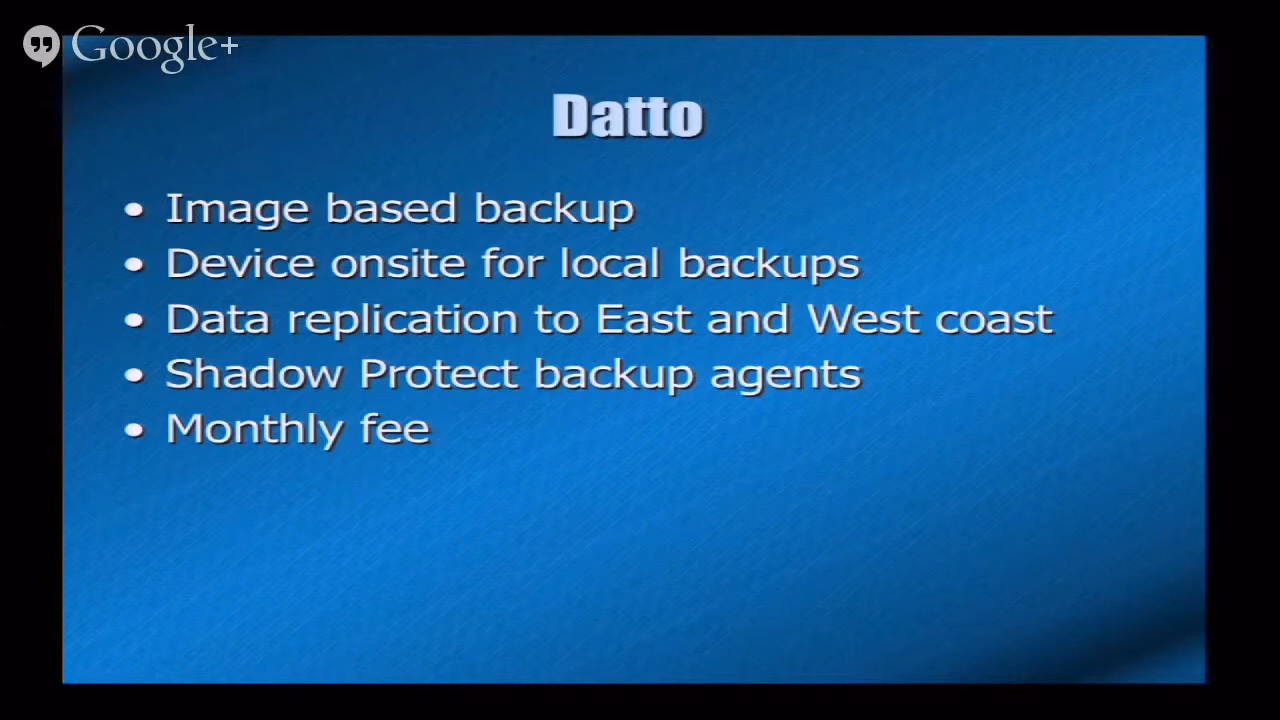 Google+
Datto
• Image based backup
• Device onsite for local backups
• Data replication to East and West coast
• Shadow Protect backup agents
• Monthly fee